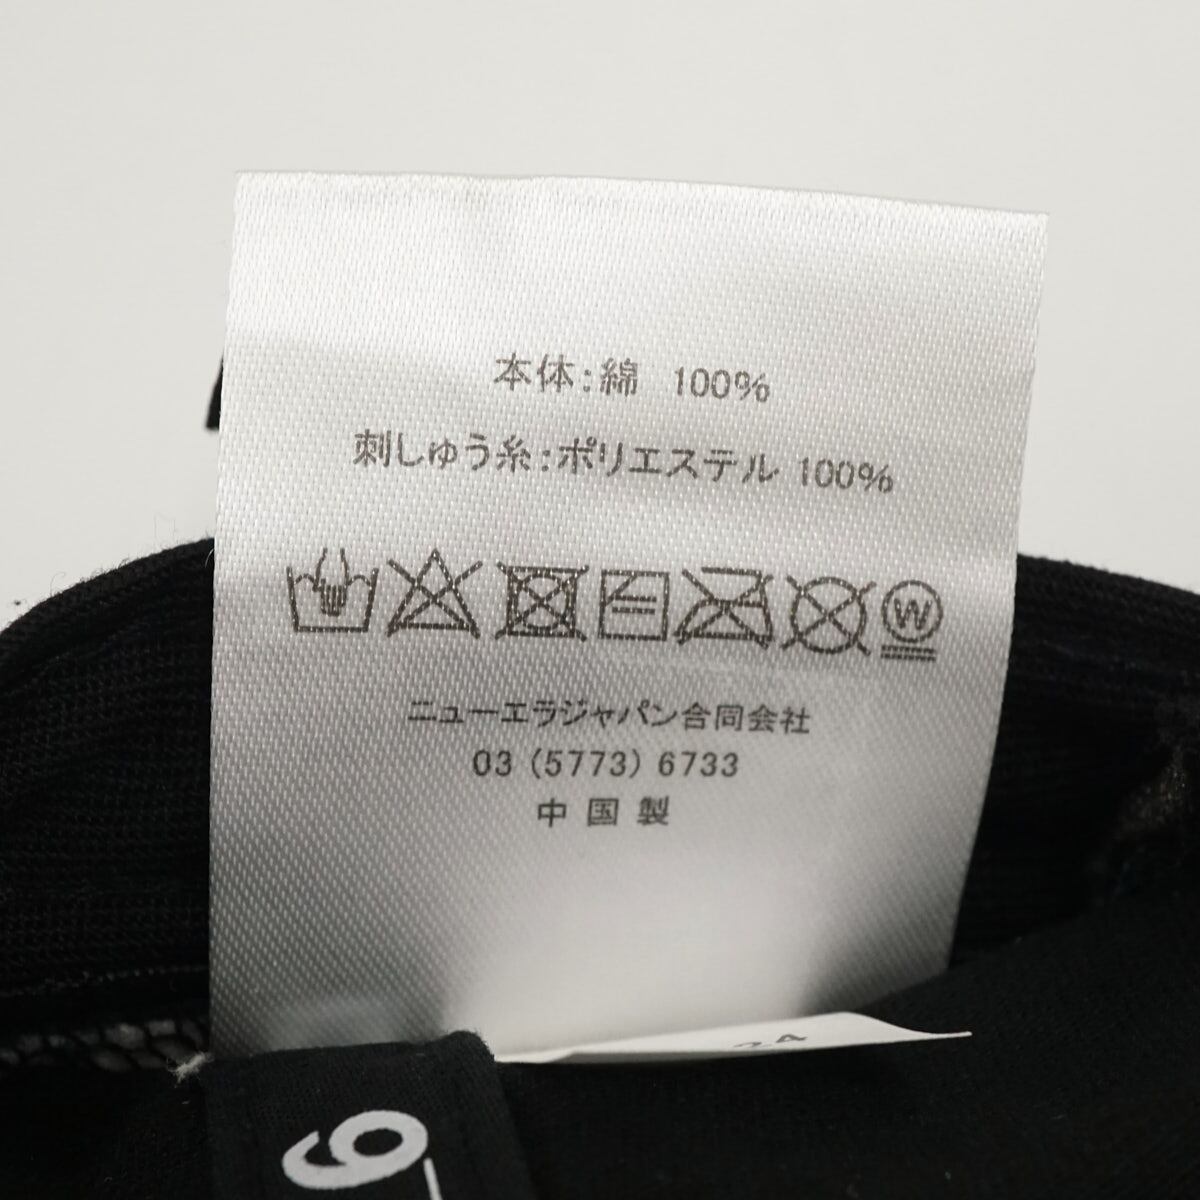 本体:綿 100%
刺しゅう糸:ポリエステル 100%
W
ニューエラジャパン合同会社
03 (5773) 6733
中国製